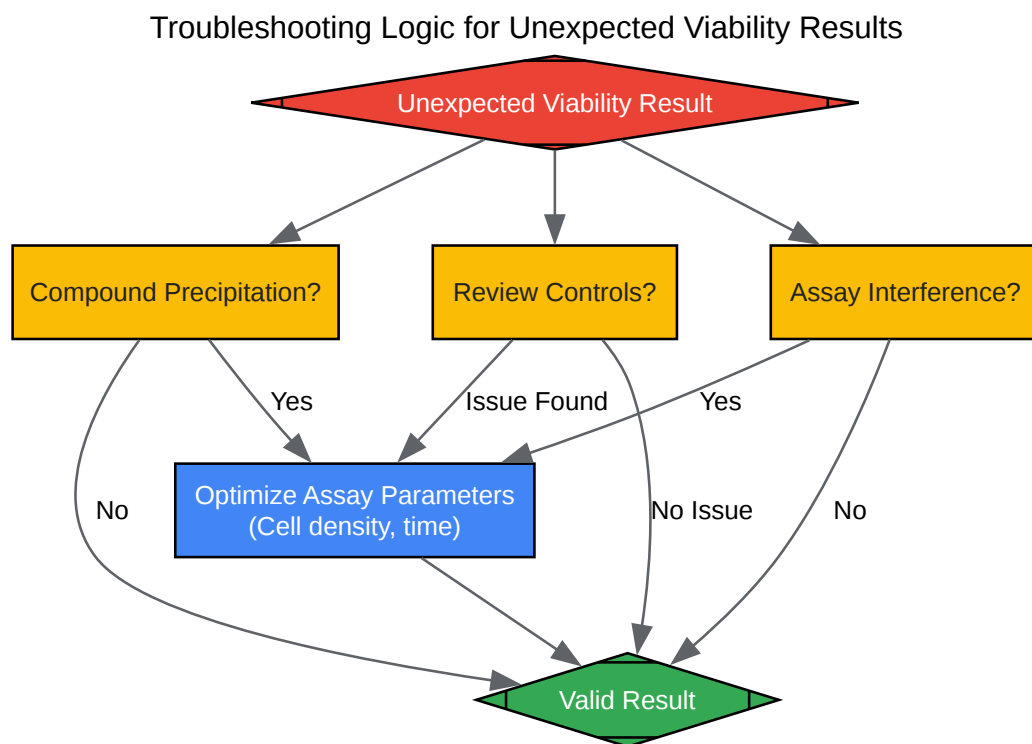 Troubleshooting Logic for Unexpected Viability Results
Unexpected Viability Result
Compound Precipitation?
Review Controls?
Assay Interference?
Yes
Issue Found
Yes
Optimize Assay Parameters
(Cell density, time)
No
No Issue
No
Valid Result